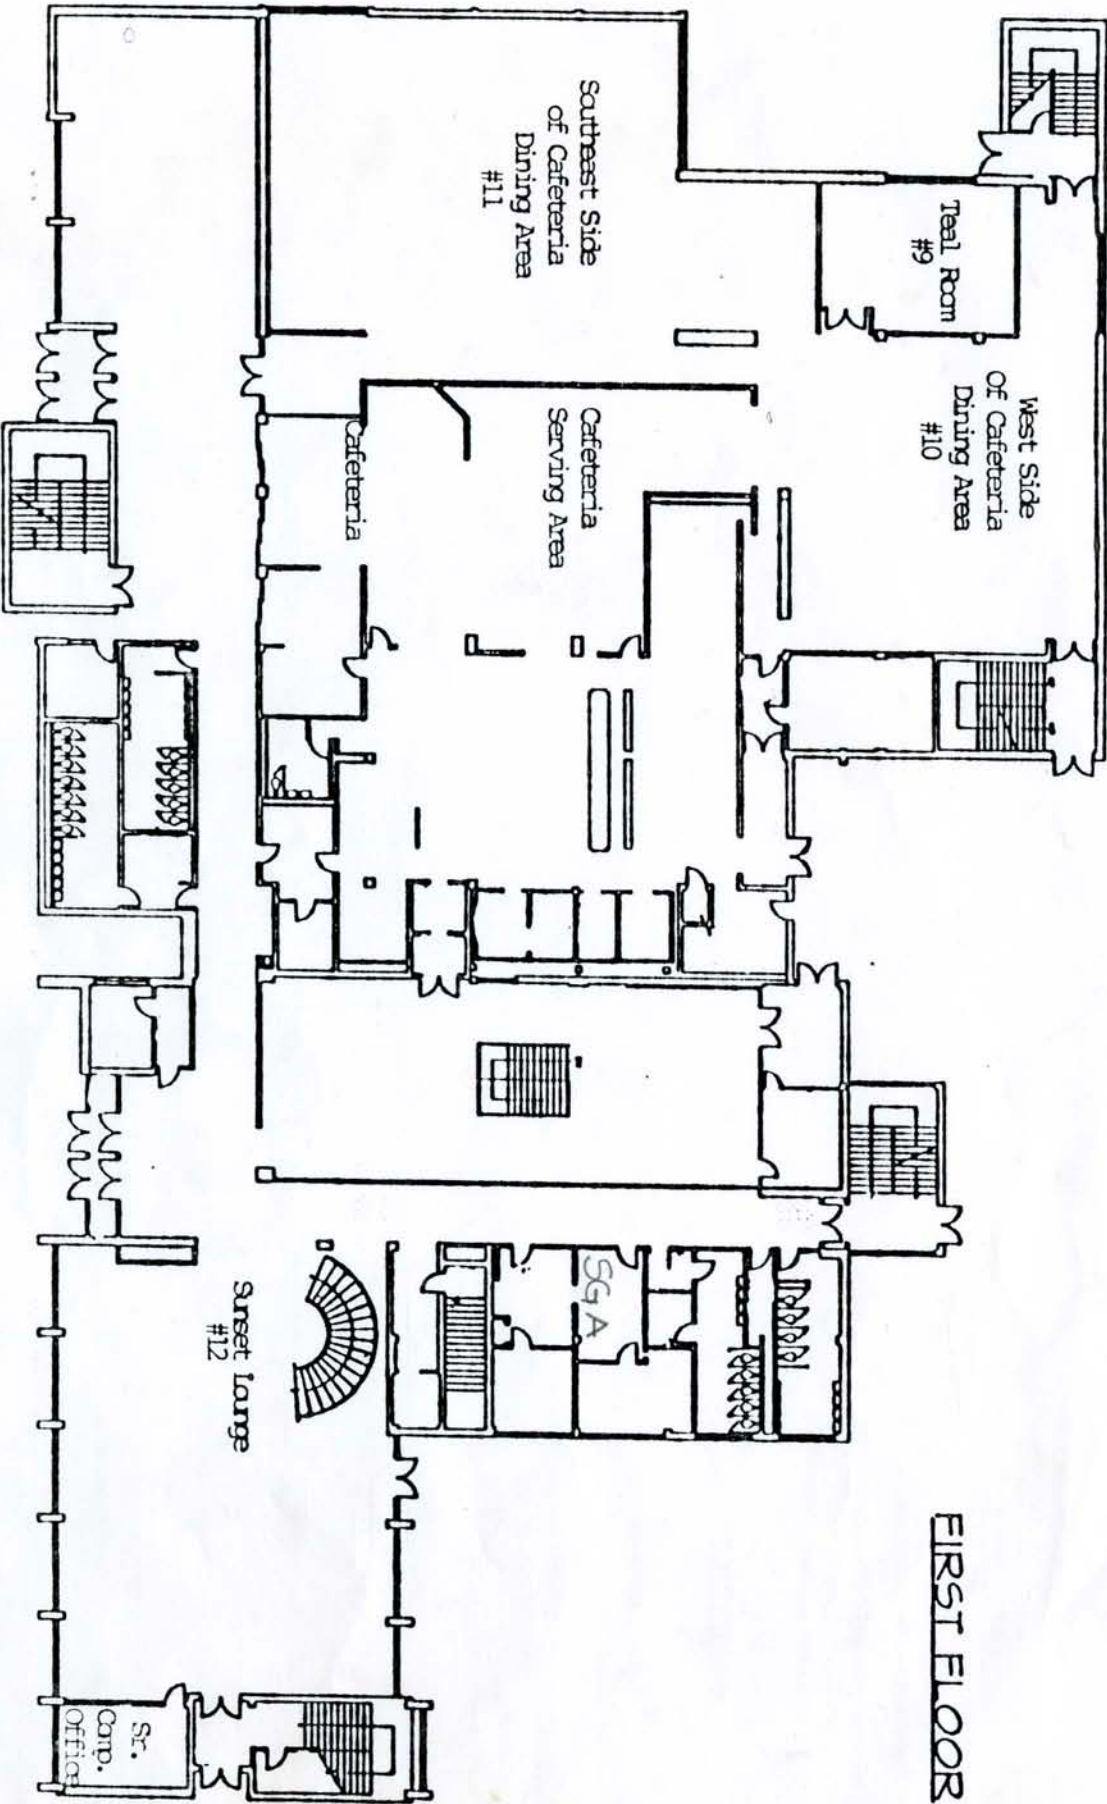 FIRST FLOOR
Teal Room
#9
West Side
Of Cafeteria
Dining Area
#10
Southeast Side
of Cafeteria
Dining Area
#11
Cafeteria
Serving Area
Cafeteria
SGA
Sunset Lounge
#12
Sr.
Comp.
Office